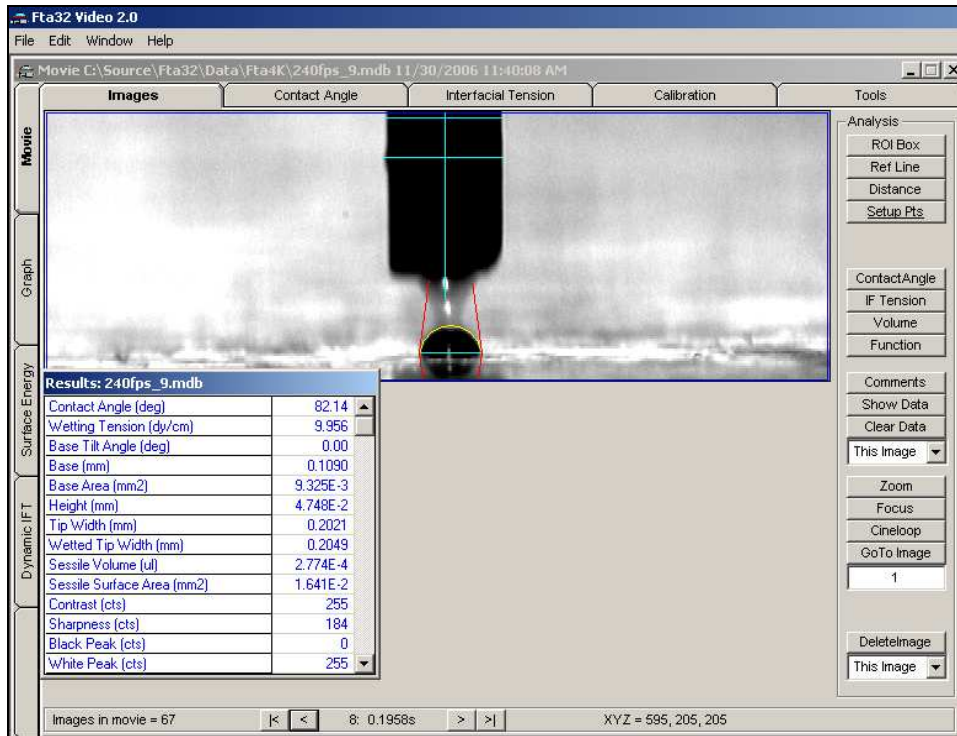 Fta32 Video 2.0
File Edit Window Help
Movie C:\Source\Fta32\Data\Fta4K\240fps_9.mdb 11/30/2006 11:40:08 AM
Images Contact Angle Interfacial Tension Calibration Tools
Movie
Graph
Surface Energy
Dynamic IFT
Analysis
ROI Box
Ref Line
Distance
Setup Pts
ContactAngle
IF Tension
Volume
Function
Comments
Show Data
Clear Data
This Image
Zoom
Focus
Cineloop
GoTo Image
1
DeleteImage
This Image
Results: 240fps_9.mdb
Contact Angle (deg) 82.14
Wetting Tension (dy/cm) 9.956
Base Tilt Angle (deg) 0.00
Base (mm) 0.1090
Base Area (mm2) 9.325E-3
Height (mm) 4.748E-2
Tip Width (mm) 0.2021
Wetted Tip Width (mm) 0.2049
Sessile Volume (ul) 2.774E-4
Sessile Surface Area (mm2) 1.641E-2
Contrast (cts) 255
Sharpness (cts) 184
Black Peak (cts) 0
White Peak (cts) 255
Images in movie = 67 |< < 8: 0.1958s > >| XYZ = 595, 205, 205